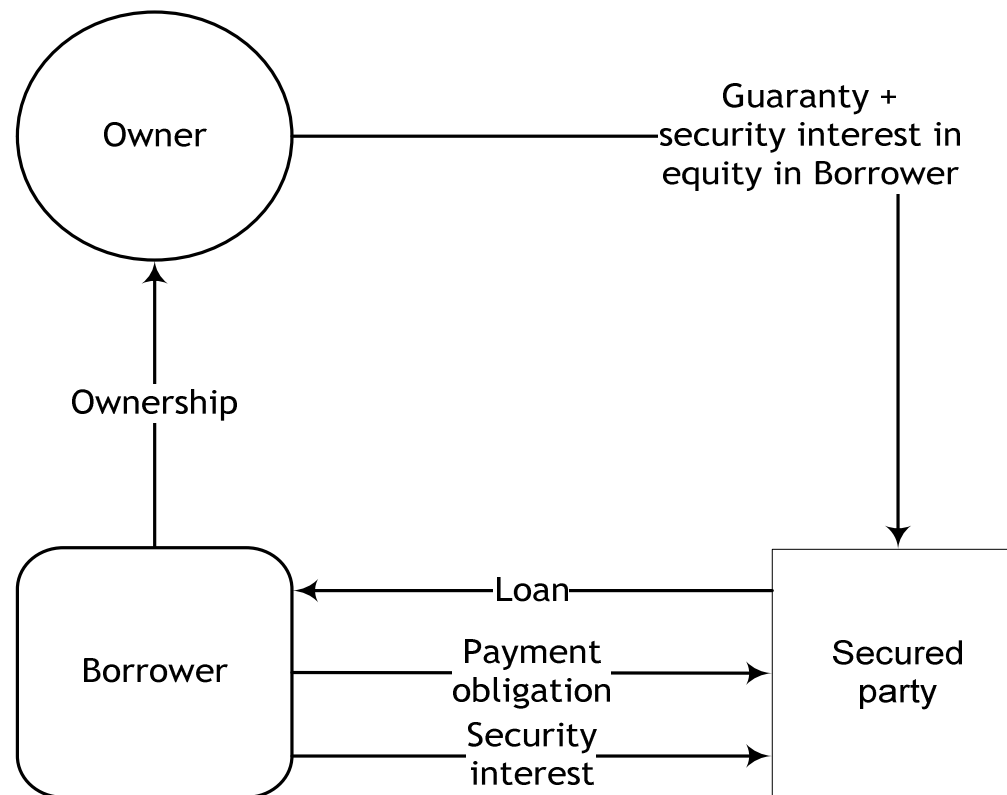 Owner
Guaranty +
security interest in
equity in Borrower
Ownership
Borrower
Loan
Payment
obligation
Security
interest
Secured
party